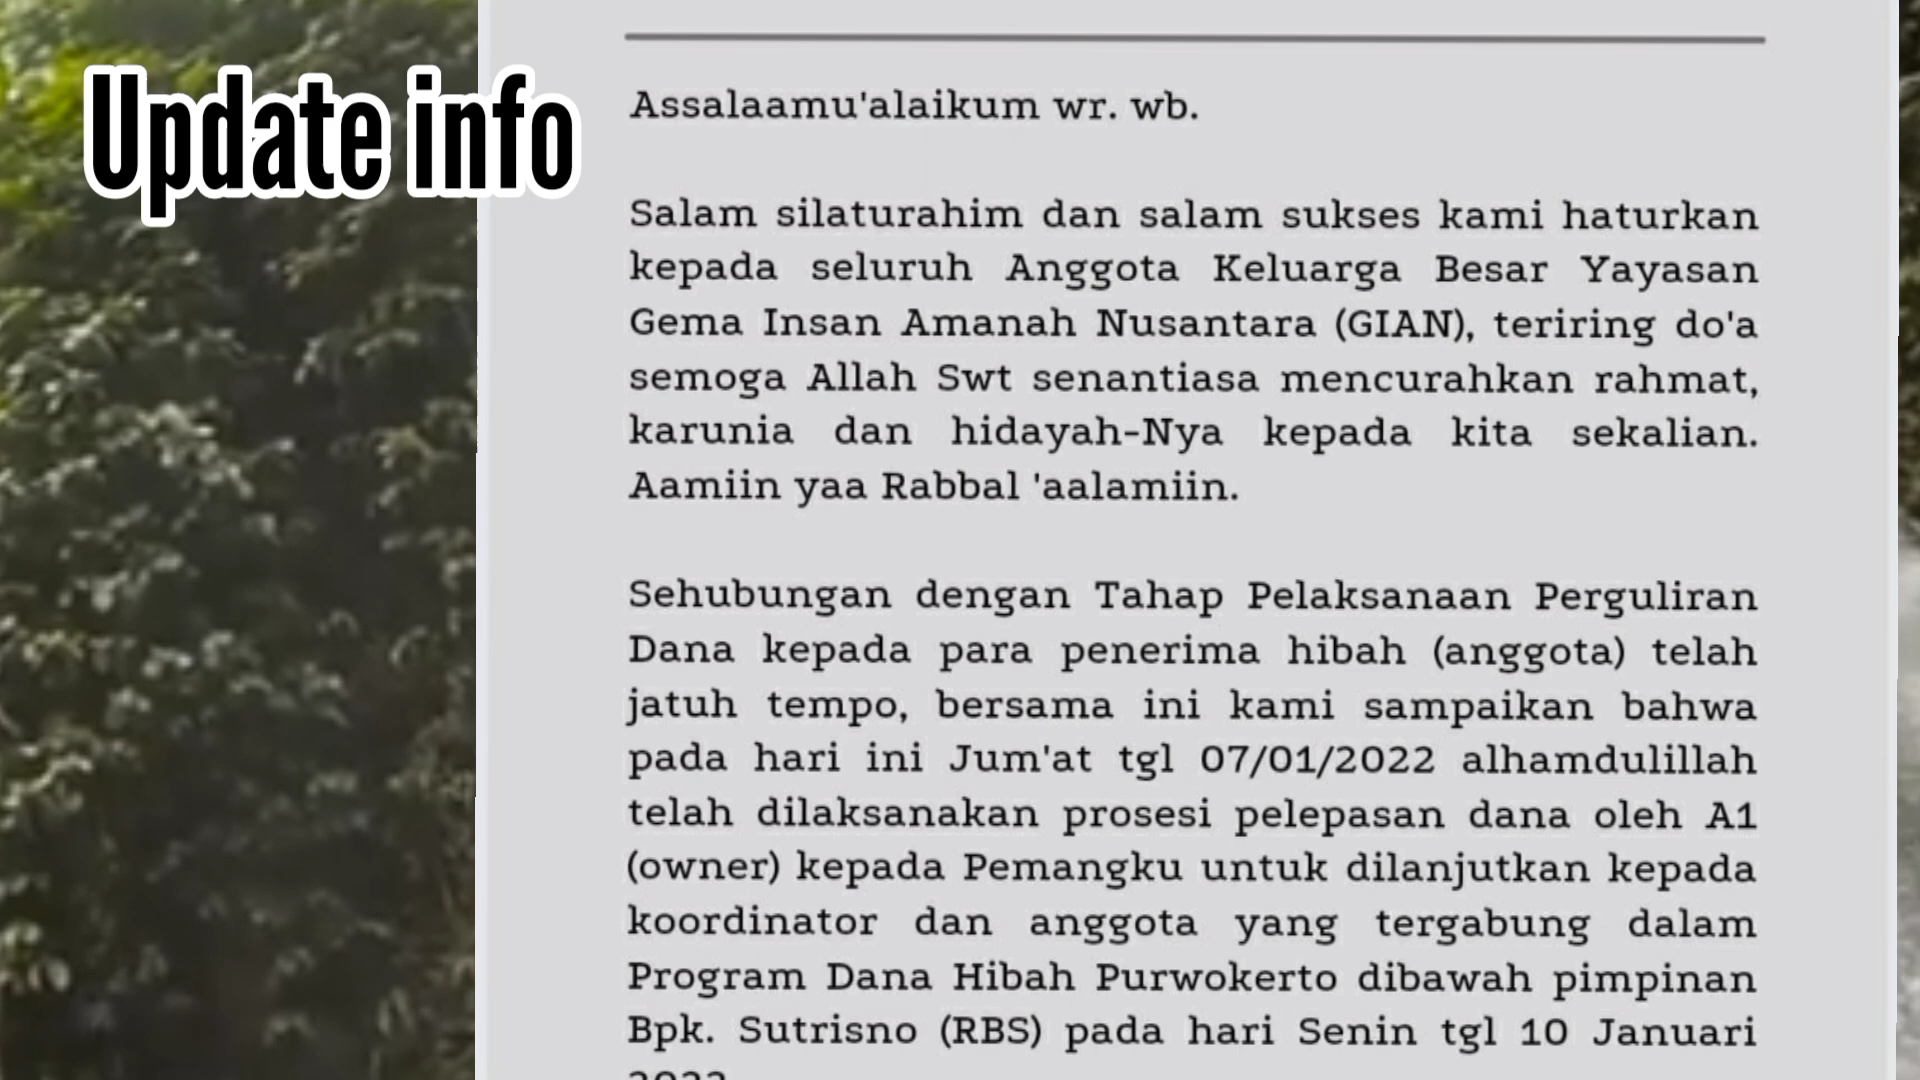 Update info
Assalaamu'alaikum wr. wb.
Salam silaturahim dan salam sukses kami haturkan
kepada seluruh Anggota Keluarga Besar Yayasan
Gema Insan Amanah Nusantara (GIAN), teriring do'a
semoga Allah Swt senantiasa mencurahkan rahmat,
karunia dan hidayah-Nya kepada kita sekalian.
Aamiin yaa Rabbal 'aalamiin.
Sehubungan dengan Tahap Pelaksanaan Perguliran
Dana kepada para penerima hibah (anggota) telah
jatuh tempo, bersama ini kami sampaikan bahwa
pada hari ini Jum'at tgl 07/01/2022 alhamdulillah
telah dilaksanakan prosesi pelepasan dana oleh A1
(owner) kepada Pemangku untuk dilanjutkan kepada
koordinator dan anggota yang tergabung dalam
Program Dana Hibah Purwokerto dibawah pimpinan
Bpk. Sutrisno (RBS) pada hari Senin tgl 10 Januari